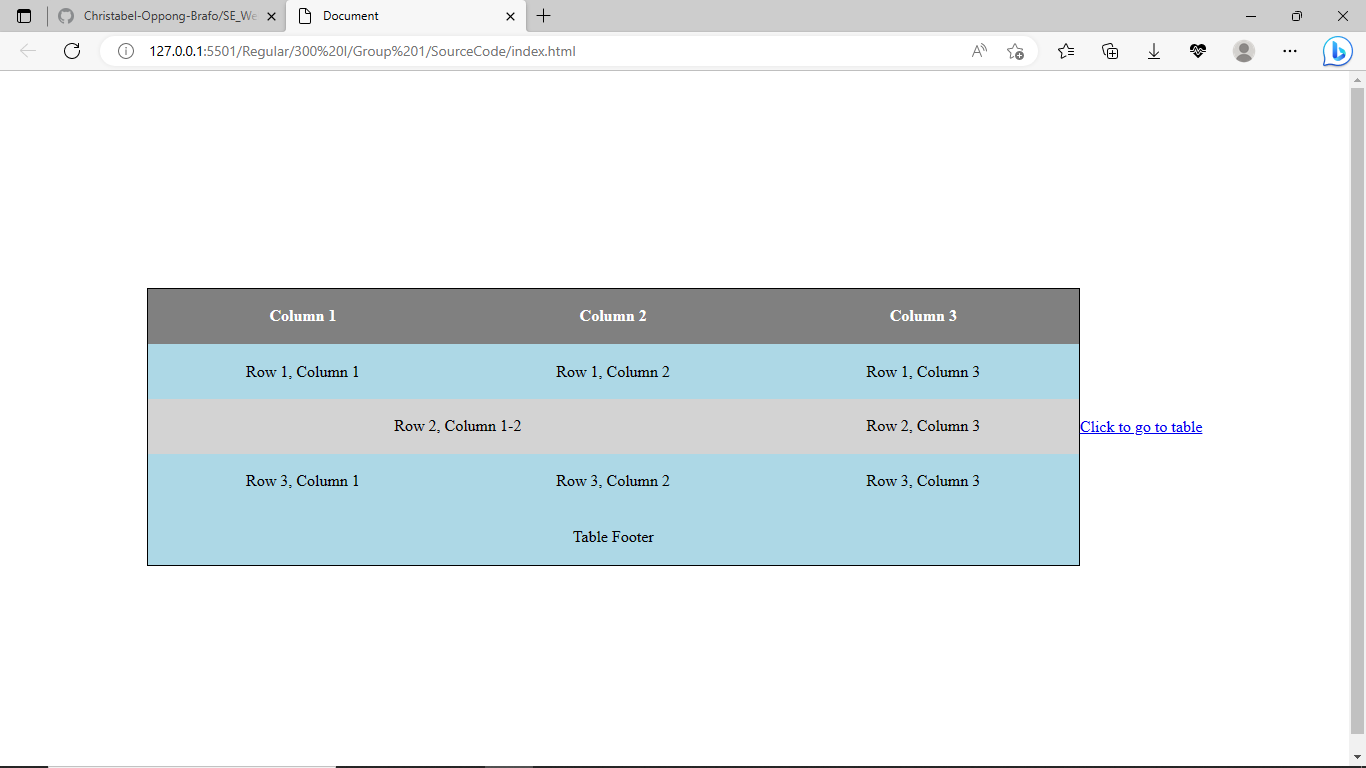 Christabel-Oppong-Brafo/SE_We
Document
127.0.0.1:5501/Regular/300%20l/Group%201/SourceCode/index.html
Column 1 Column 2 Column 3
Row 1, Column 1 Row 1, Column 2 Row 1, Column 3
Row 2, Column 1-2 Row 2, Column 3 Click to go to table
Row 3, Column 1 Row 3, Column 2 Row 3, Column 3
Table Footer